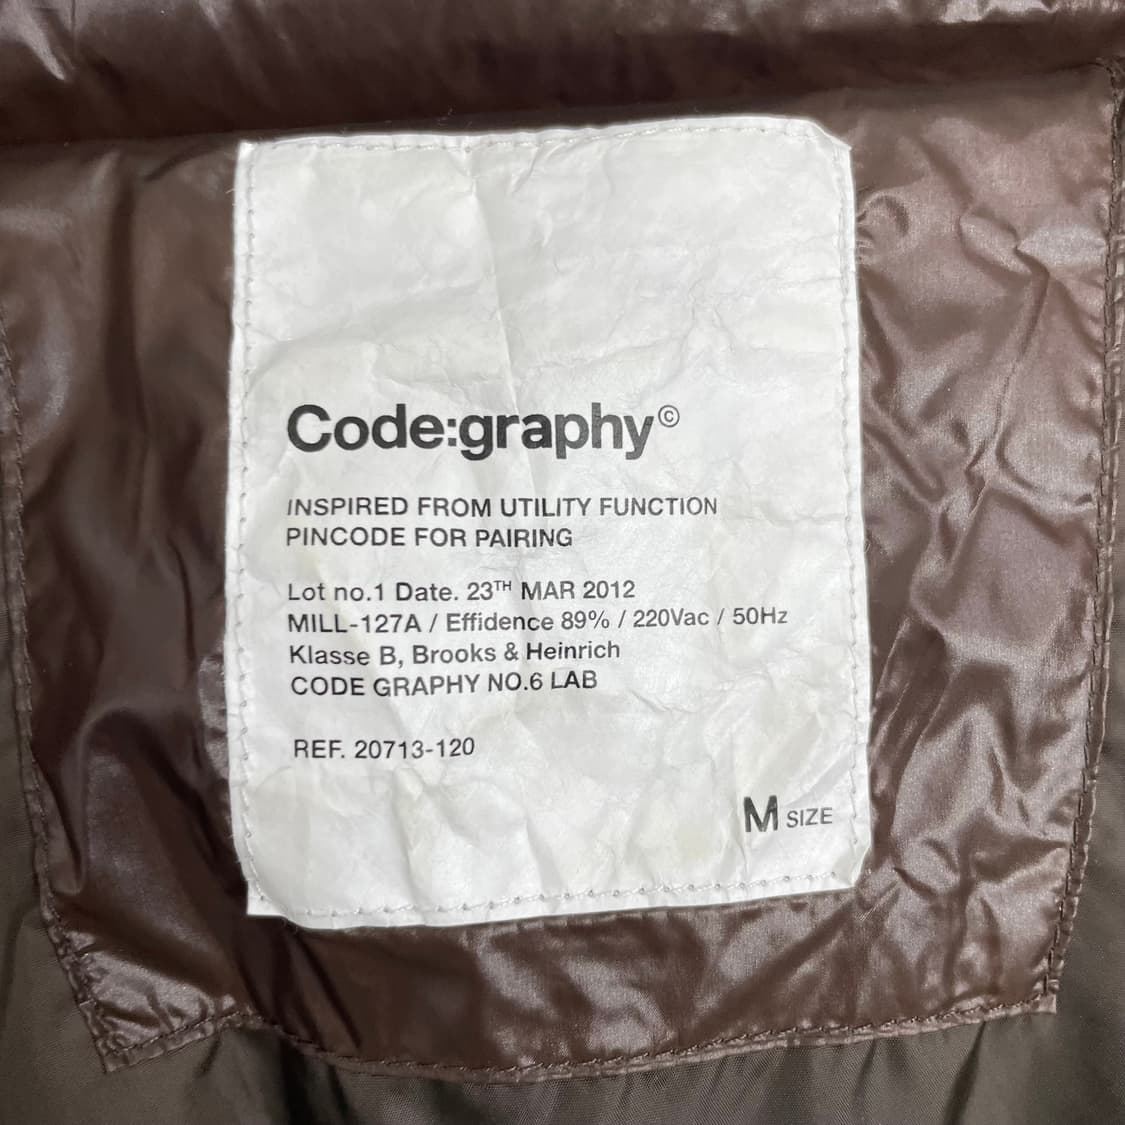 Code:graphy©
INSPIRED FROM UTILITY FUNCTION
PINCODE FOR PAIRING
Lot no.1 Date. 23TH MAR 2012
MILL-127A / Effidence 89% / 220Vac / 50Hz
Klasse B, Brooks & Heinrich
CODE GRAPHY NO.6 LAB
REF. 20713-120
M SIZE